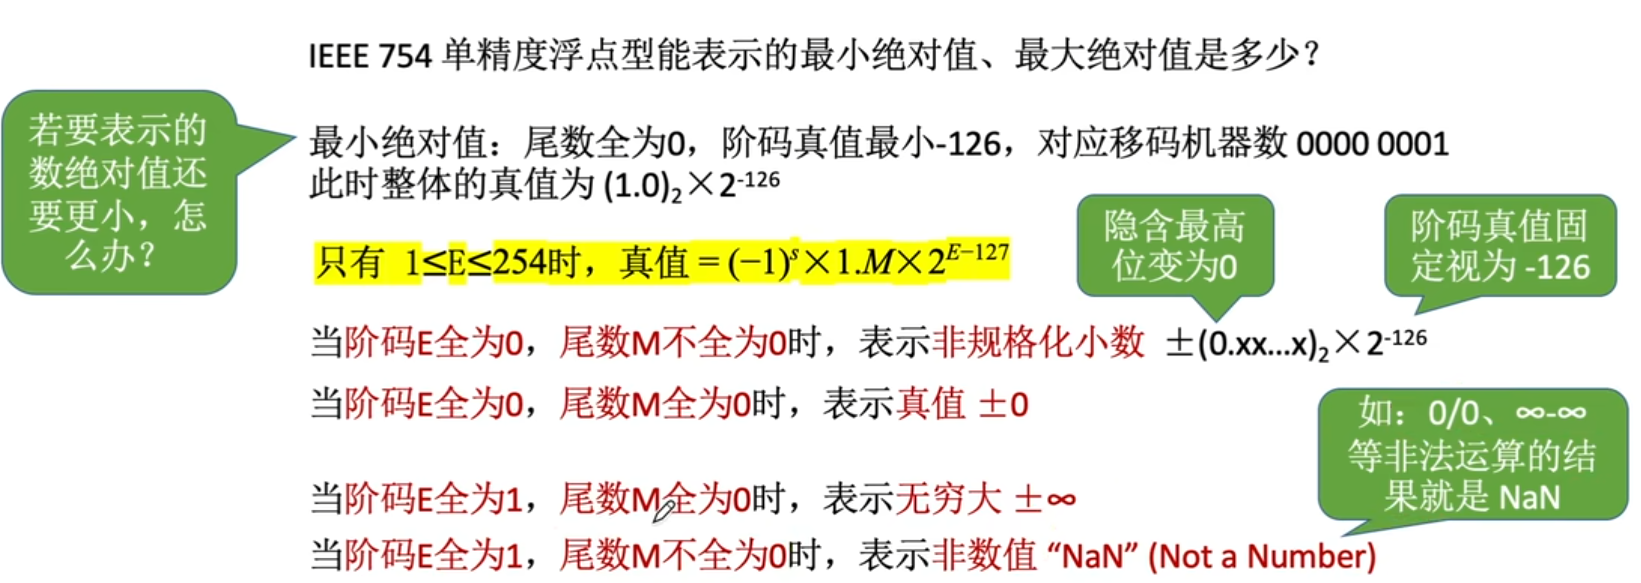 IEEE 754 单精度浮点型能表示的最小绝对值、最大绝对值是多少？
若要表示的
数绝对值还
要更小，怎
么办？
最小绝对值：尾数全为0，阶码真值最小-126，对应移码机器数 0000 0001
此时整体的真值为 (1.0)₂×2⁻¹²⁶
隐含最高
位变为0
阶码真值固
定视为 -126
只有 1≤E≤254时，真值 = (−1)ˢ×1.M×2ᴱ⁻¹²⁷
当阶码E全为0，尾数M不全为0时，表示非规格化小数 ±(0.xx...x)₂×2⁻¹²⁶
当阶码E全为0，尾数M全为0时，表示真值 ±0
如：0/0、∞-∞
等非法运算的结
果就是 NaN
当阶码E全为1，尾数M全为0时，表示无穷大 ±∞
当阶码E全为1，尾数M不全为0时，表示非数值 “NaN” (Not a Number)